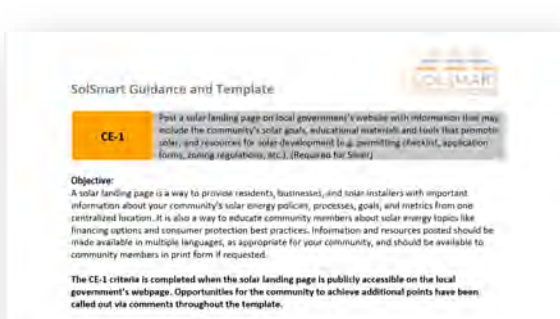 SOLSMART
SolSmart Guidance and Template
CE-1
Post a solar landing page on local government's website with information that may
include the community's solar goals, educational materials and tools that promote
solar, and resources for solar development (e.g. permitting checklist, application
forms, zoning regulations, etc.). (Required for Silver)
Objective:
A solar landing page is a way to provide residents, businesses, and solar installers with important
information about your community's solar energy policies, processes, goals, and metrics from one
centralized location. It is also a way to educate community members about solar energy topics like
financing options and consumer protection best practices. Information and resources posted should be
made available in multiple languages, as appropriate for your community, and should be available to
community members in print form if requested.
The CE-1 criteria is completed when the solar landing page is publicly accessible on the local
government's webpage. Opportunities for the community to achieve additional points have been
called out via comments throughout the template.